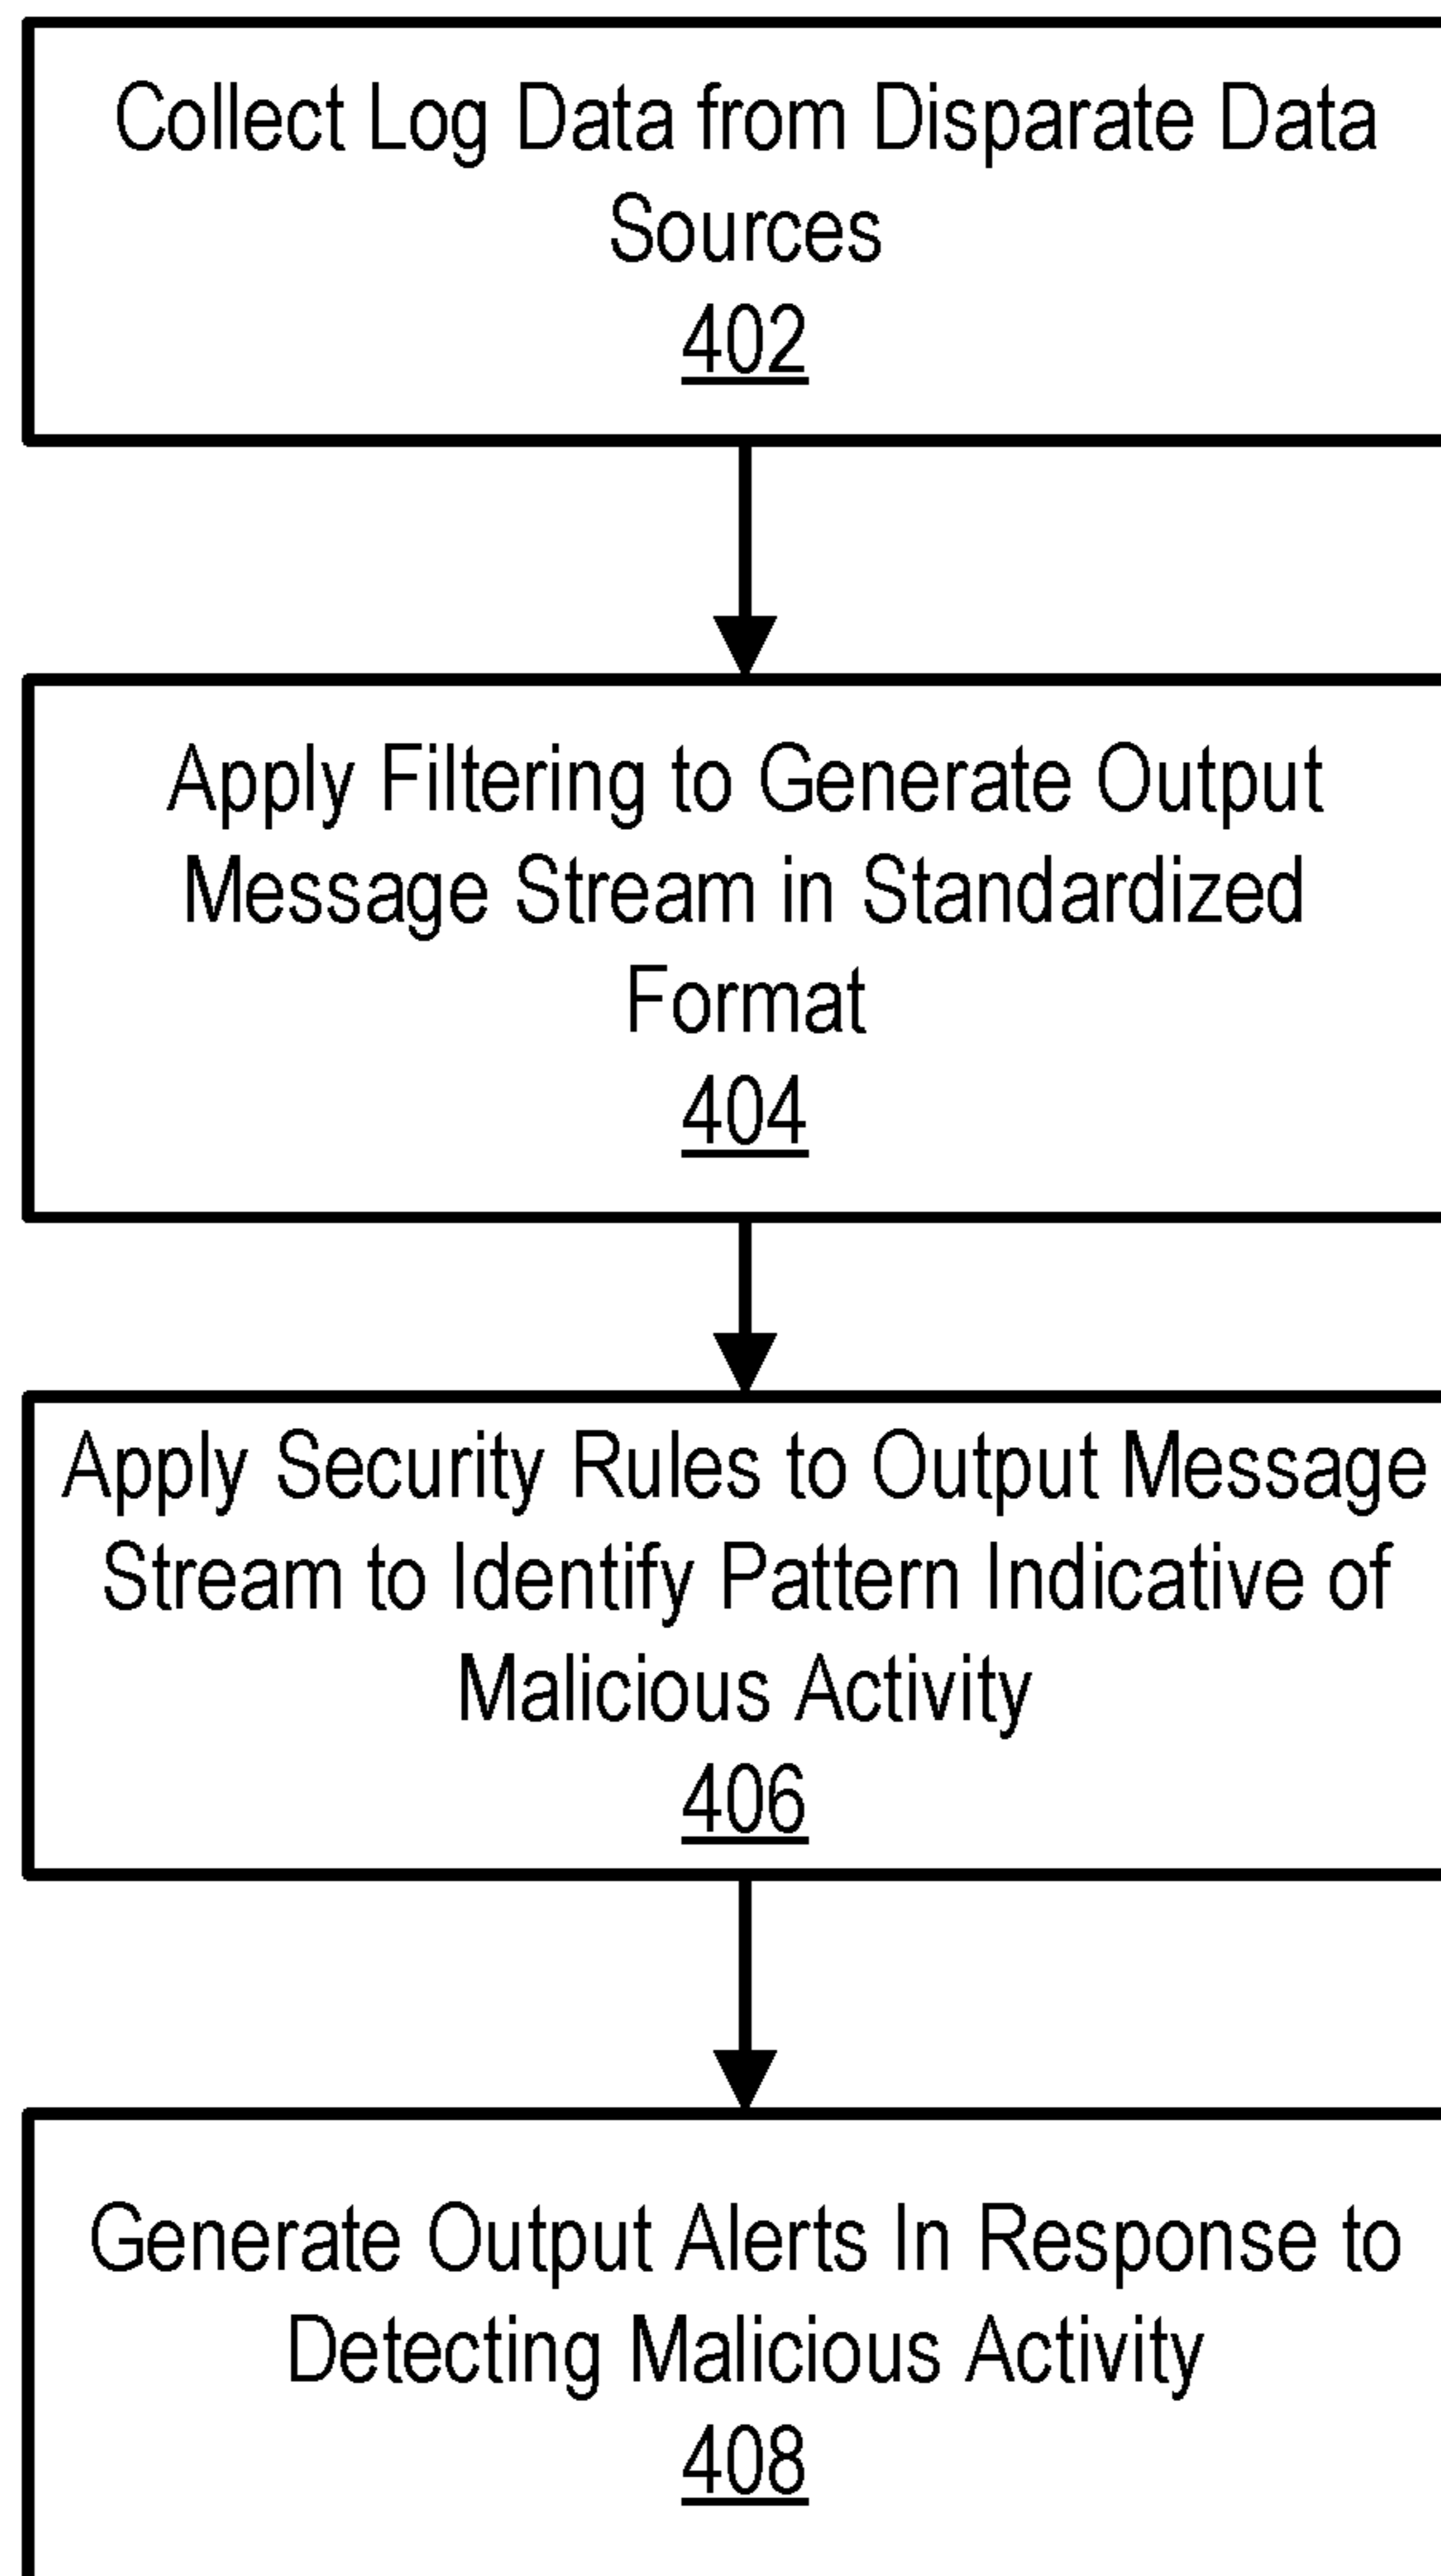 Collect Log Data from Disparate Data
Sources
402
Apply Filtering to Generate Output
Message Stream in Standardized
Format
404
Apply Security Rules to Output Message
Stream to Identify Pattern Indicative of
Malicious Activity
406
Generate Output Alerts In Response to
Detecting Malicious Activity
408